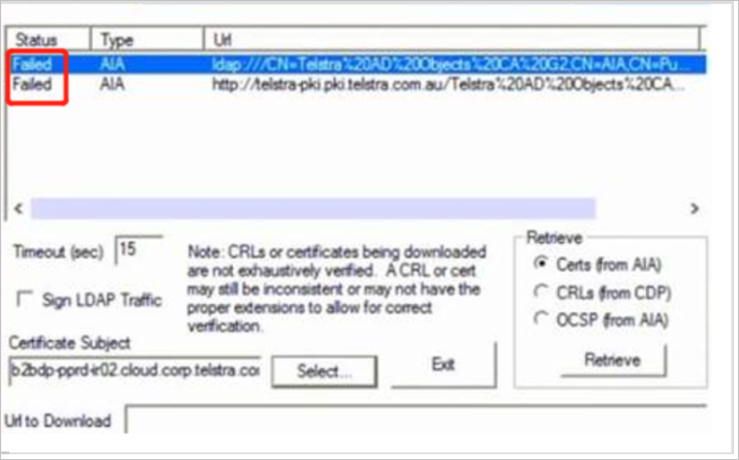 Status Type Url
Failed AIA ldap:///CN=Telstra%20AD%20Objects%20CA%20G2,CN=AIA,CN=Pu...
Failed AIA http://telstra-pki.pki.telstra.com.au/Telstra%20AD%20Objects%20CA...
Timeout (sec) 15
Sign LDAP Traffic
Note: CRLs or certificates being downloaded
are not exhaustively verified. A CRL or cert
may still be inconsistent or may not have the
proper extensions to allow for correct
verification.
Retrieve
Certs (from AIA)
CRLs (from CDP)
OCSP (from AIA)
Retrieve
Certificate Subject
b2bdp-pprd-ir02.cloud.corp.telstra.co
Select...
Exit
Url to Download